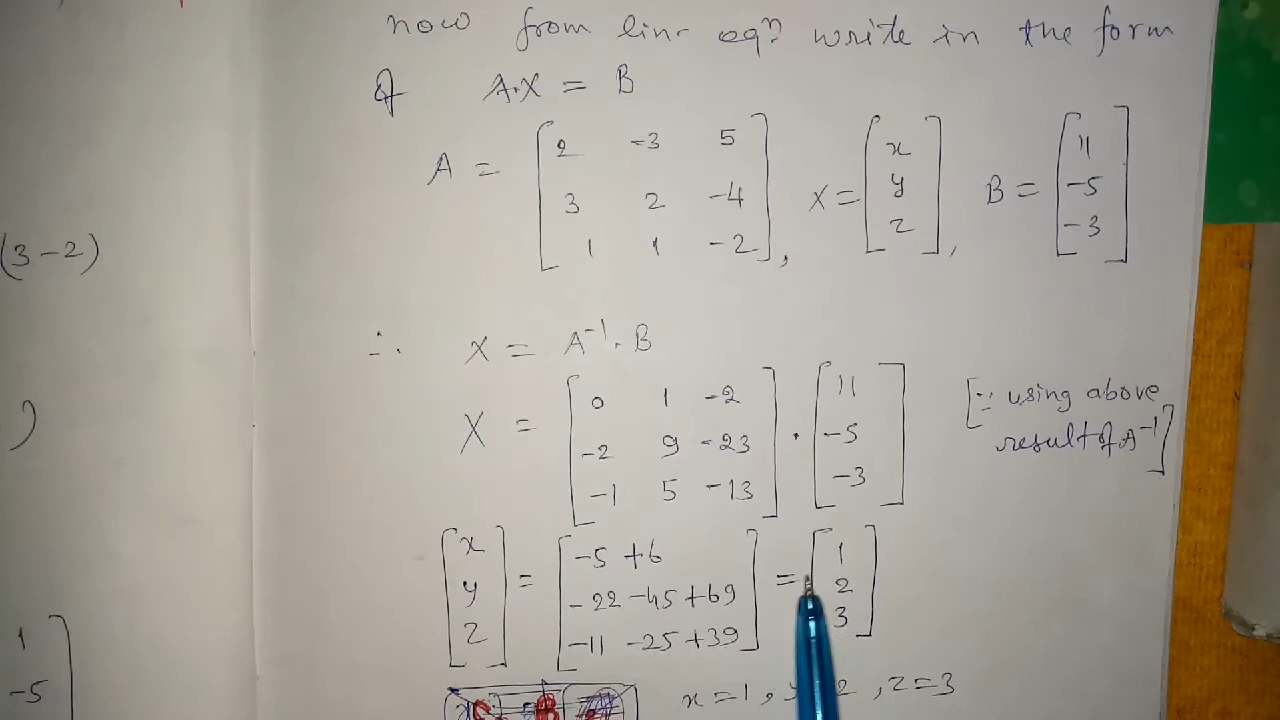 now from line eqn write in the form
of A.X = B
A = [2 -3 5
3 2 -4
1 1 -2], X = [x
y
z], B = [11
-5
-3]
(3-2)
∴ X = A⁻¹. B
X = [0 1 -2
-2 9 -23
-1 5 -13] . [11
-5
-3] [∵ using above
result of A⁻¹]
)
[x
y
z] = [-5 +6
-22 -45 +69
-11 -25 +39] = [1
2
3]
1
-5]
x=1, y 2, z=3